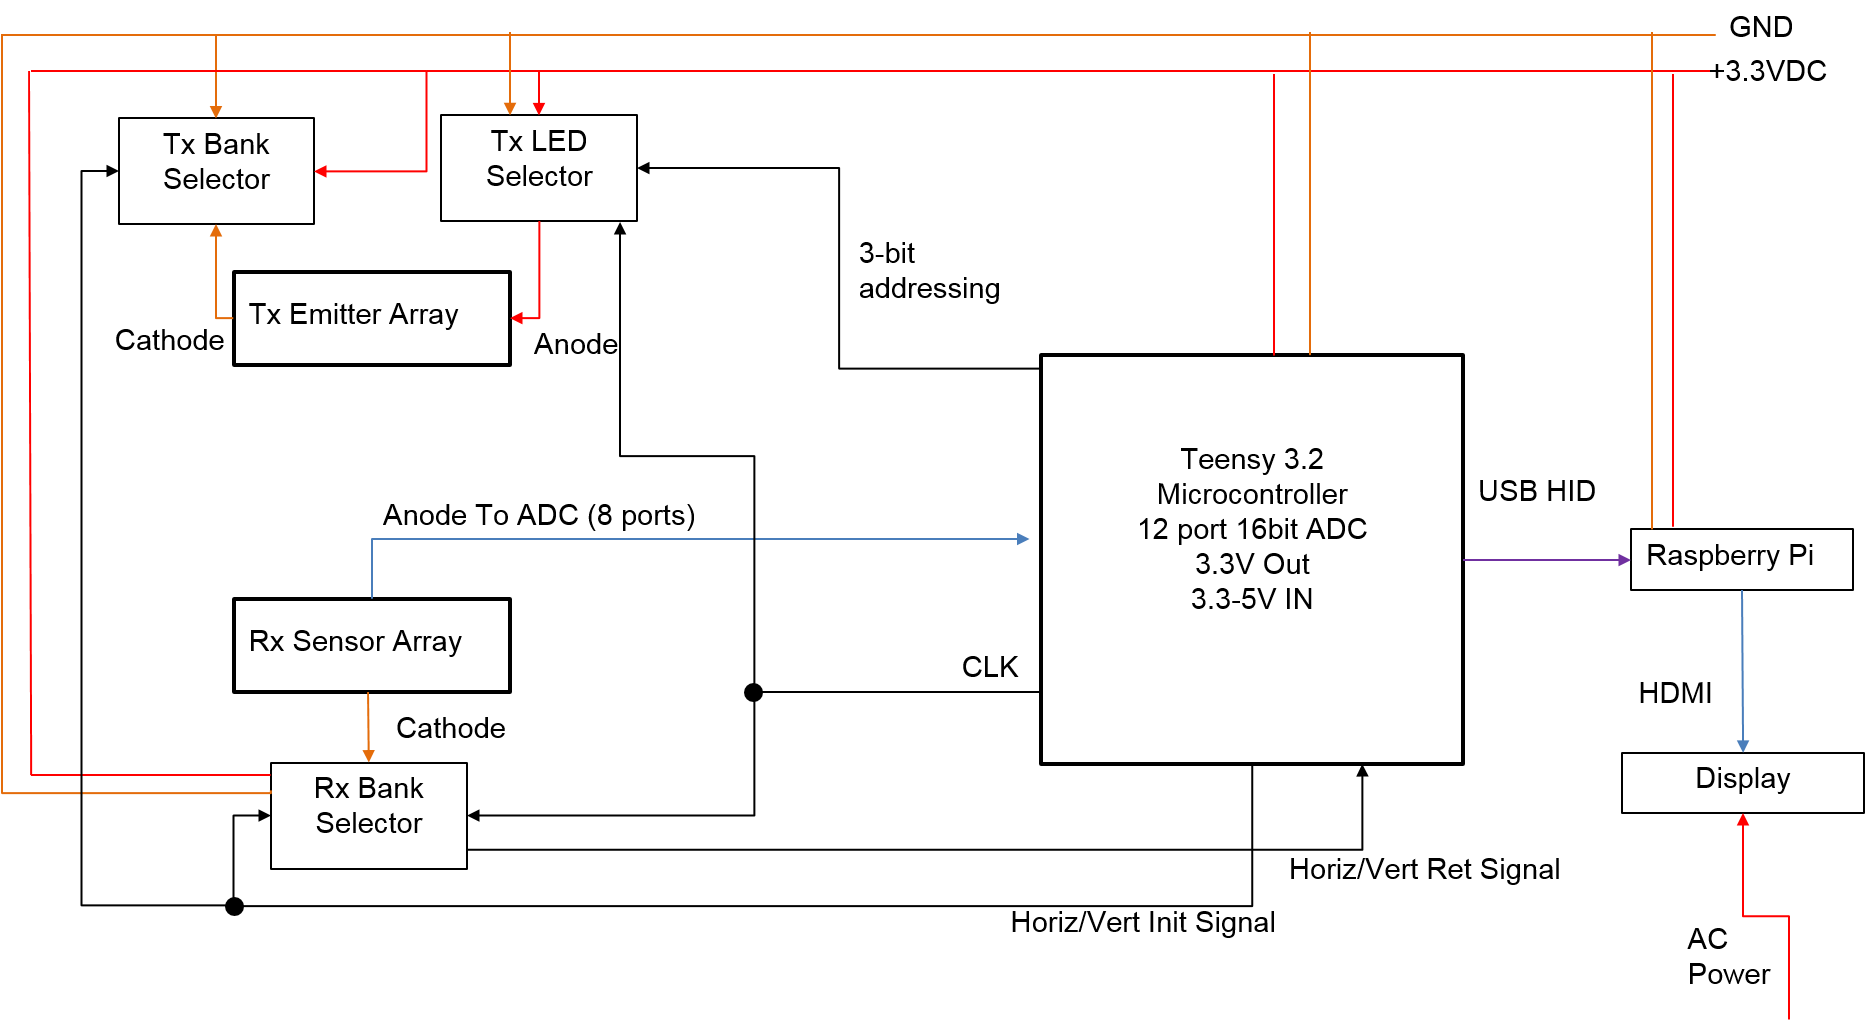 GND
+3.3VDC
Tx Bank
Selector
Tx LED
Selector
3-bit
addressing
Tx Emitter Array
Cathode
Anode
Teensy 3.2
Microcontroller
12 port 16bit ADC
3.3V Out
3.3-5V IN
USB HID
Anode To ADC (8 ports)
Raspberry Pi
Rx Sensor Array
CLK
HDMI
Cathode
Rx Bank
Selector
Display
Horiz/Vert Ret Signal
Horiz/Vert Init Signal
AC
Power